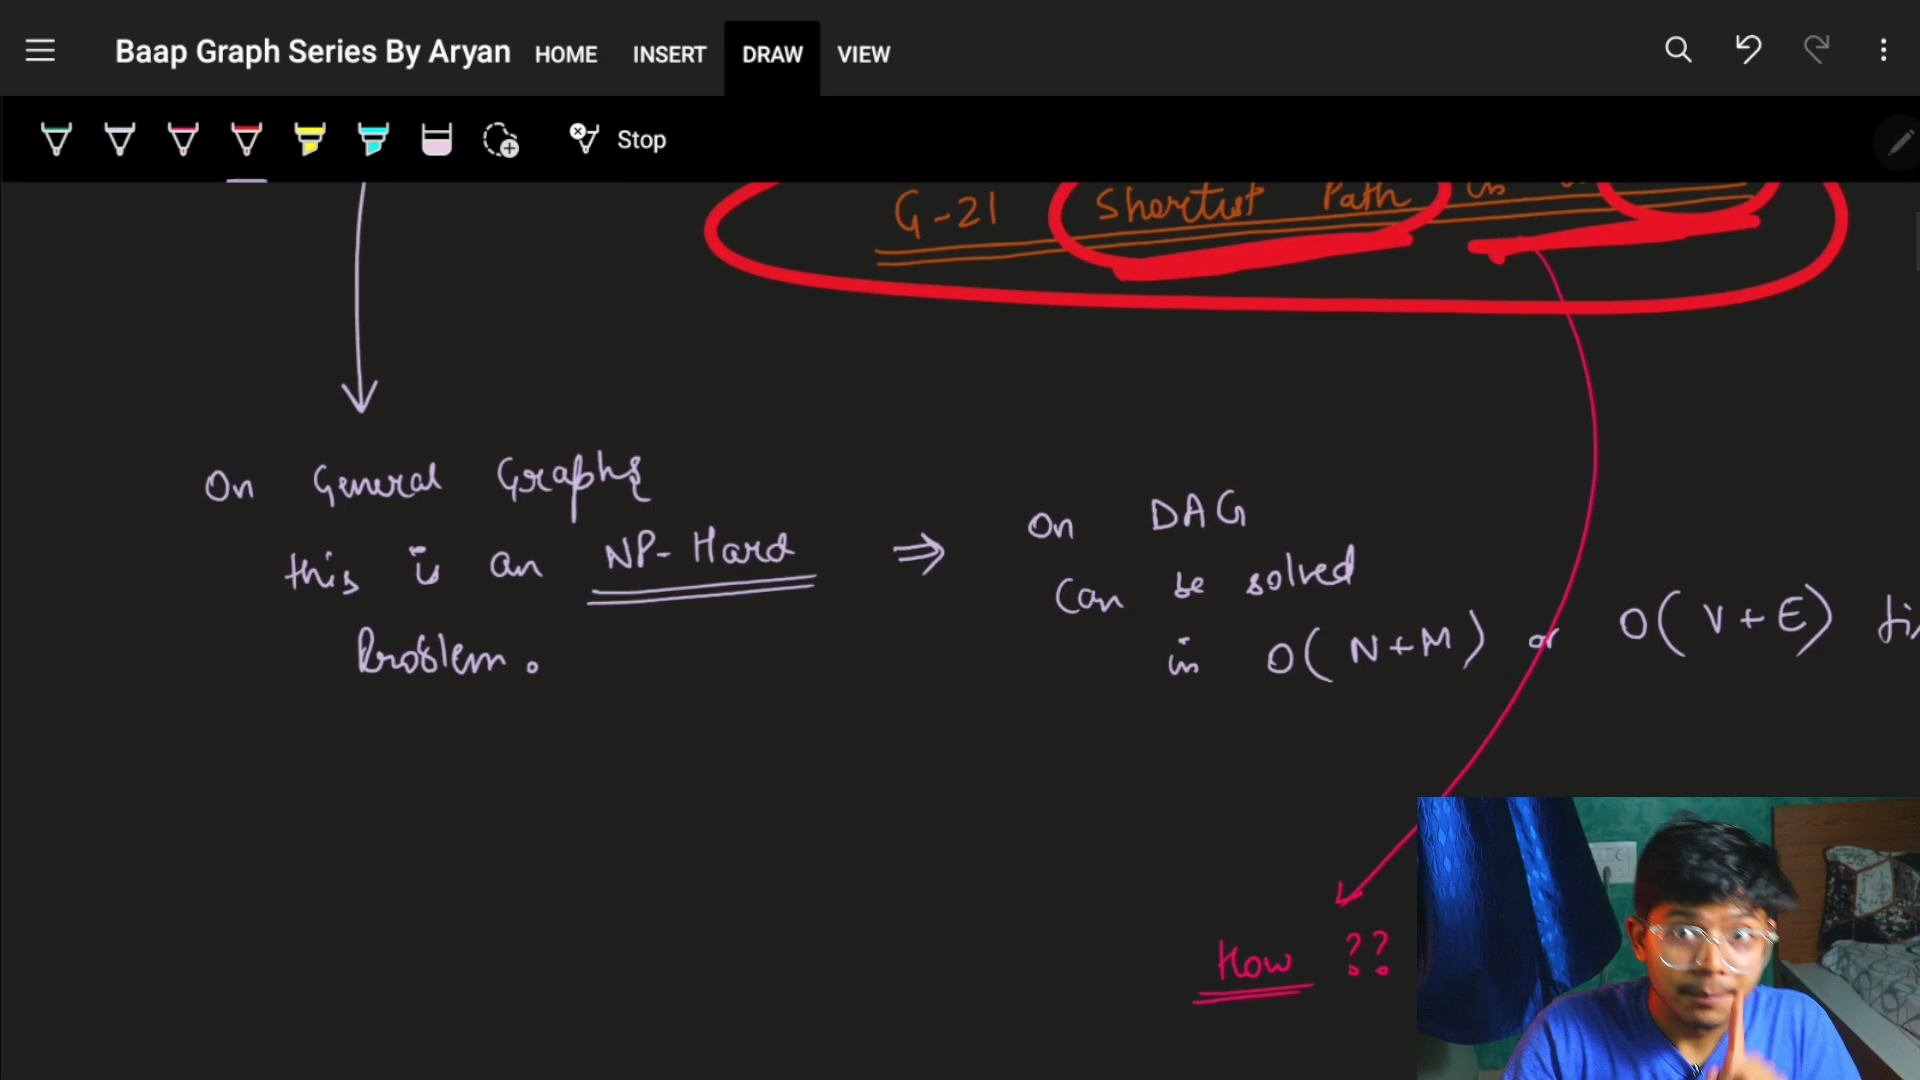 Baap Graph Series By Aryan HOME INSERT DRAW VIEW
Stop
G-21 Shortest Path in
On General Graphs
this is an NP-Hard
Problem.
⇒ On DAG
Can be solved
in O(N+M) or O(V+E)
How ??